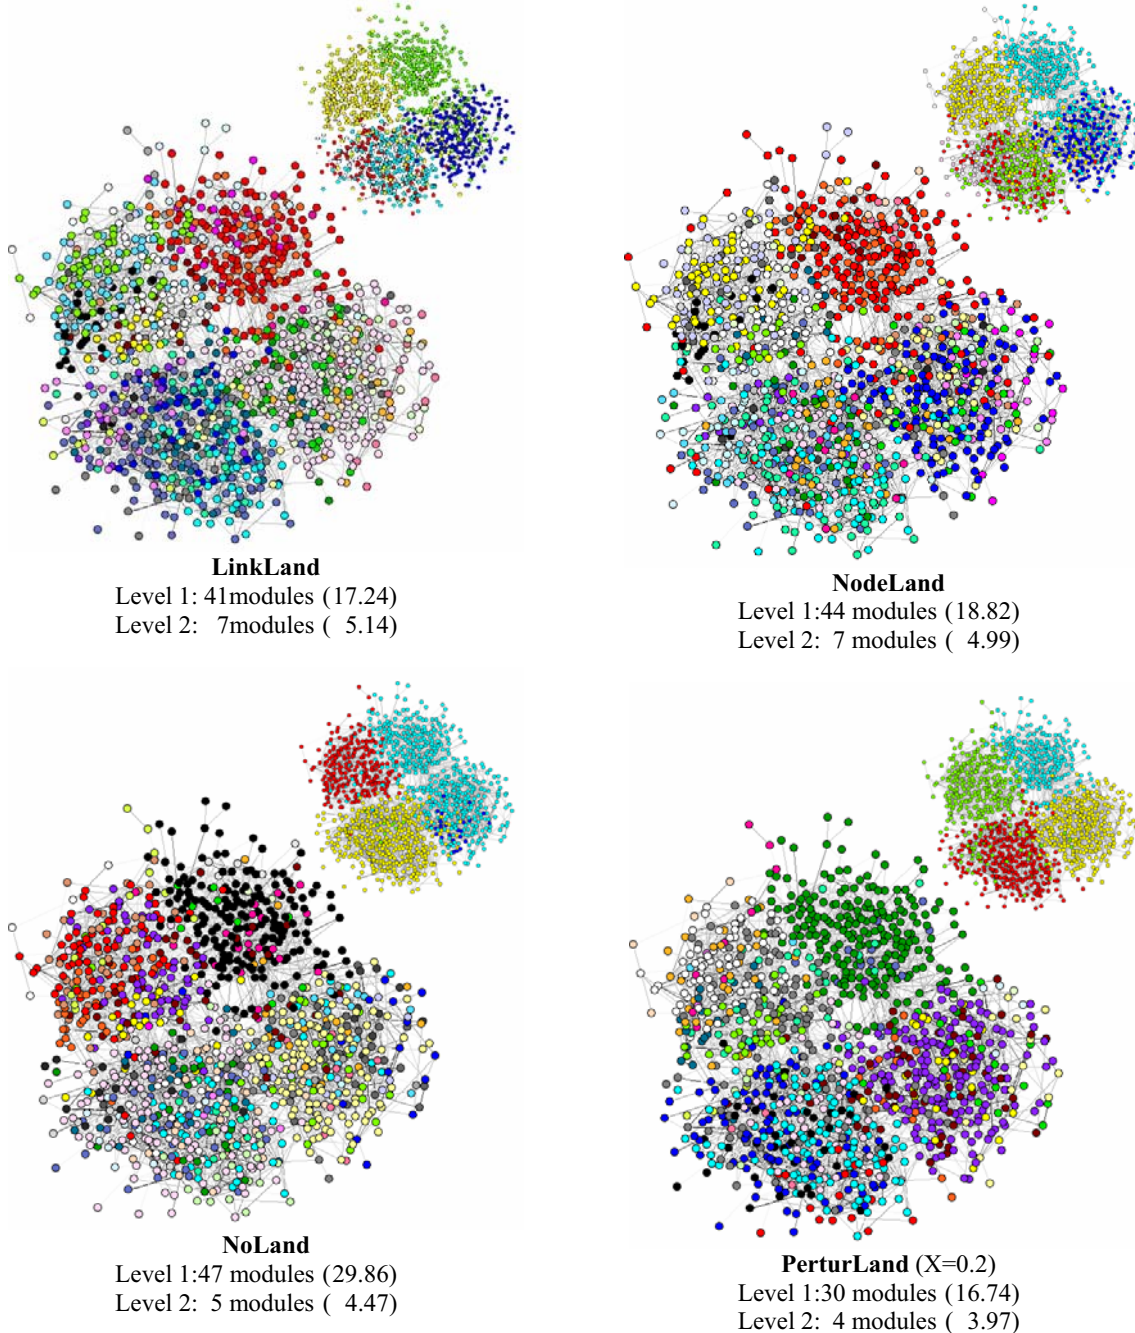 LinkLand
Level 1: 41modules (17.24)
Level 2:   7modules (  5.14)
NodeLand
Level 1:44 modules (18.82)
Level 2:  7 modules (  4.99)
NoLand
Level 1:47 modules (29.86)
Level 2:  5 modules (  4.47)
PerturLand (X=0.2)
Level 1:30 modules (16.74)
Level 2:  4 modules (  3.97)